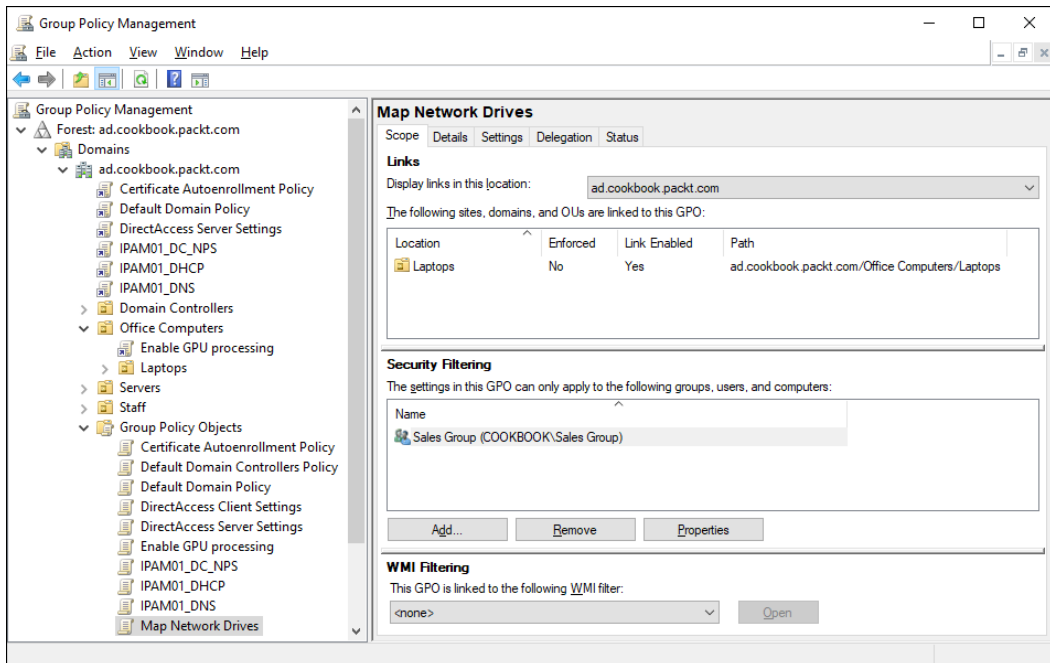 Group Policy Management
File Action View Window Help
Group Policy Management
Forest: ad.cookbook.packt.com
Domains
ad.cookbook.packt.com
Certificate Autoenrollment Policy
Default Domain Policy
DirectAccess Server Settings
IPAM01_DC_NPS
IPAM01_DHCP
IPAM01_DNS
Domain Controllers
Office Computers
Enable GPU processing
Laptops
Servers
Staff
Group Policy Objects
Certificate Autoenrollment Policy
Default Domain Controllers Policy
Default Domain Policy
DirectAccess Client Settings
DirectAccess Server Settings
Enable GPU processing
IPAM01_DC_NPS
IPAM01_DHCP
IPAM01_DNS
Map Network Drives
Map Network Drives
Scope Details Settings Delegation Status
Links
Display links in this location: ad.cookbook.packt.com
The following sites, domains, and OUs are linked to this GPO:
Location Enforced Link Enabled Path
Laptops No Yes ad.cookbook.packt.com/Office Computers/Laptops
Security Filtering
The settings in this GPO can only apply to the following groups, users, and computers:
Name
Sales Group (COOKBOOK\Sales Group)
Add... Remove Properties
WMI Filtering
This GPO is linked to the following WMI filter:
<none> Open